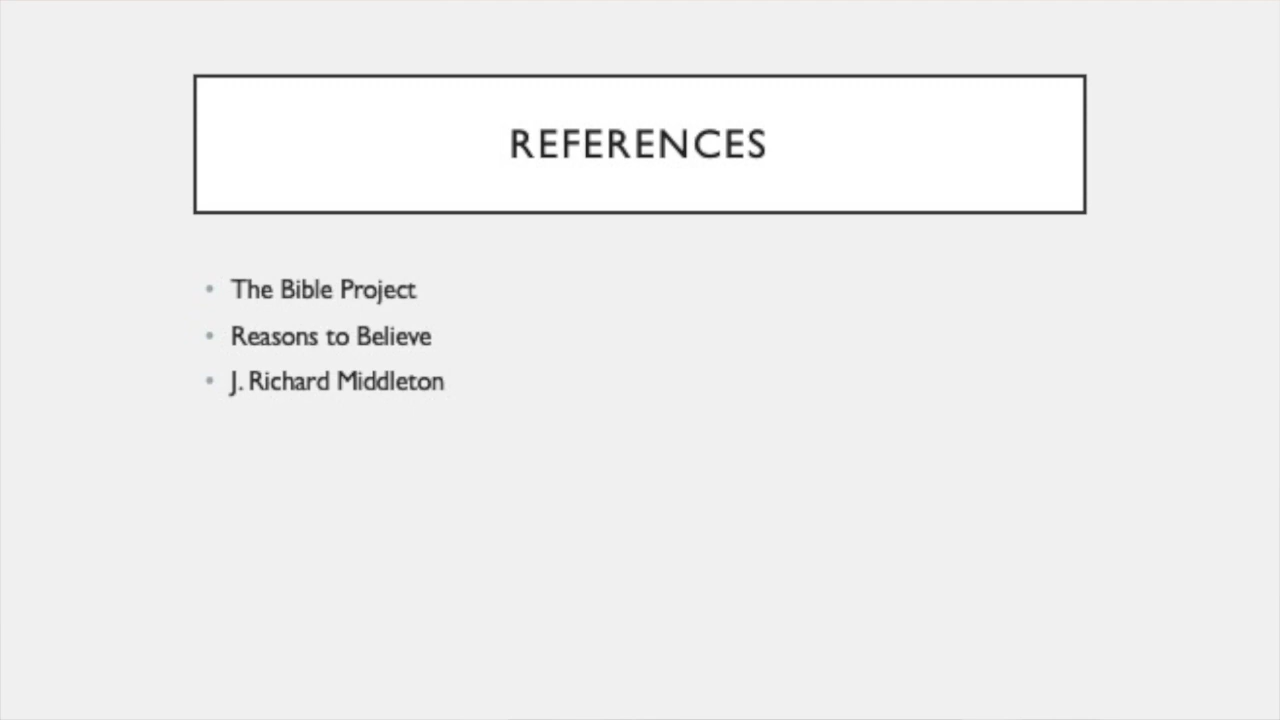 REFERENCES
• The Bible Project
• Reasons to Believe
• J. Richard Middleton